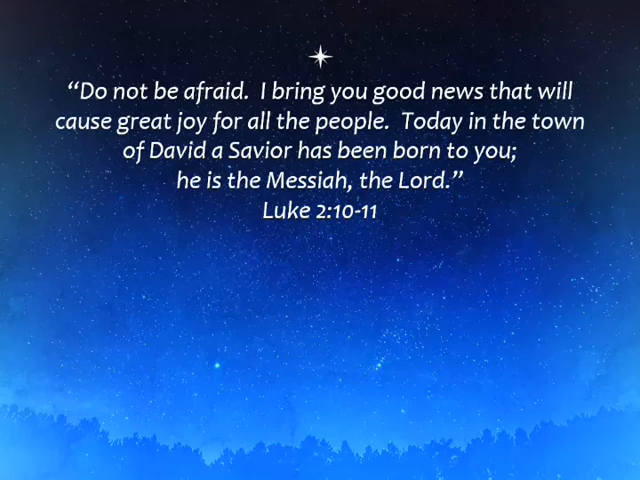 “Do not be afraid.  I bring you good news that will
cause great joy for all the people.  Today in the town
of David a Savior has been born to you;
he is the Messiah, the Lord.”
Luke 2:10-11